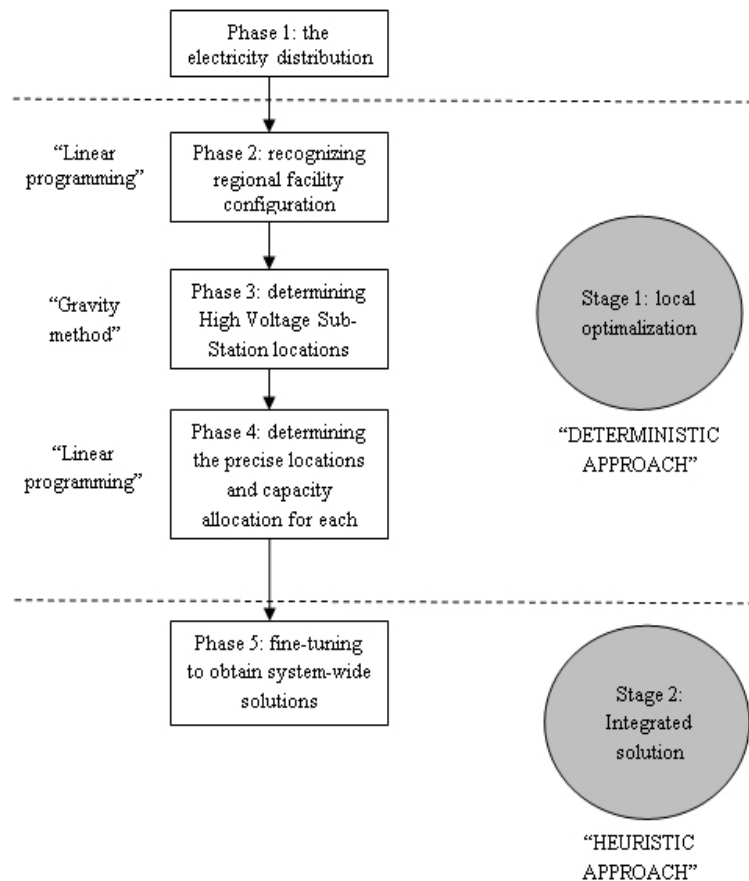 Phase 1: the
electricity distribution
“Linear
programming”
Phase 2: recognizing
regional facility
configuration
“Gravity
method”
Phase 3: determining
High Voltage Sub-
Station locations
Stage 1: local
optimalization
“Linear
programming”
Phase 4: determining
the precise locations
and capacity
allocation for each
“DETERMINISTIC
APPROACH”
Phase 5: fine-tuning
to obtain system-wide
solutions
Stage 2:
Integrated
solution
“HEURISTIC
APPROACH”